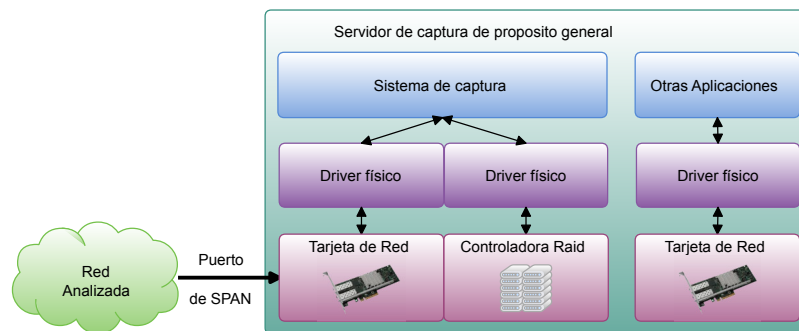 Servidor de captura de proposito general
Sistema de captura
Otras Aplicaciones
Driver físico
Driver físico
Driver físico
Tarjeta de Red
Controladora Raid
Tarjeta de Red
Red
Analizada
Puerto
de SPAN